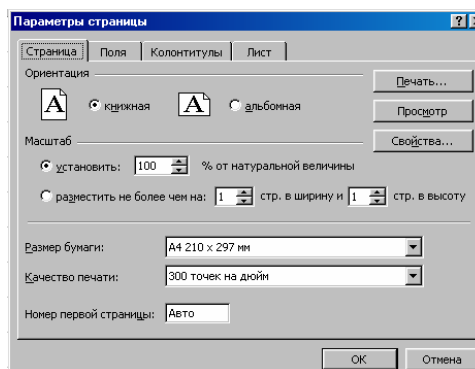 Параметры страницы
Страница Поля Колонтитулы Лист
Ориентация
A книжная A альбомная
Печать...
Просмотр
Свойства...
Масштаб
установить: 100 % от натуральной величины
разместить не более чем на: 1 стр. в ширину и 1 стр. в высоту
Размер бумаги: A4 210 x 297 мм
Качество печати: 300 точек на дюйм
Номер первой страницы: Авто
ОК Отмена